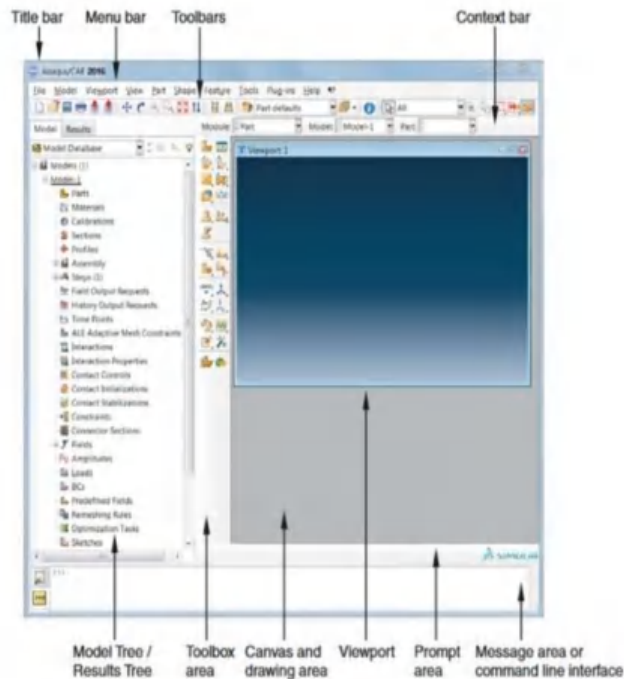 Title bar
Menu bar
Toolbars
Context bar
Abaqus/CAE 2016
File Model Viewport View Part Shape Feature Tools Plug-ins Help
Part defaults
All
Model Results
Module: Part Model: Model-1 Part:
Model Database
Viewport: 1
Models (1)
Model-1
Parts
Materials
Calibrations
Sections
Profiles
Assembly
Steps (1)
Field Output Requests
History Output Requests
Time Points
ALE Adaptive Mesh Constraints
Interactions
Interaction Properties
Contact Controls
Contact Initializations
Contact Stabilizations
Constraints
Connector Sections
Fields
Amplitudes
Loads
BCs
Predefined Fields
Remeshing Rules
Optimization Tasks
Sketches
SIMULIA
Model Tree /
Results Tree
Toolbox
area
Canvas and
drawing area
Viewport
Prompt
area
Message area or
command line interface